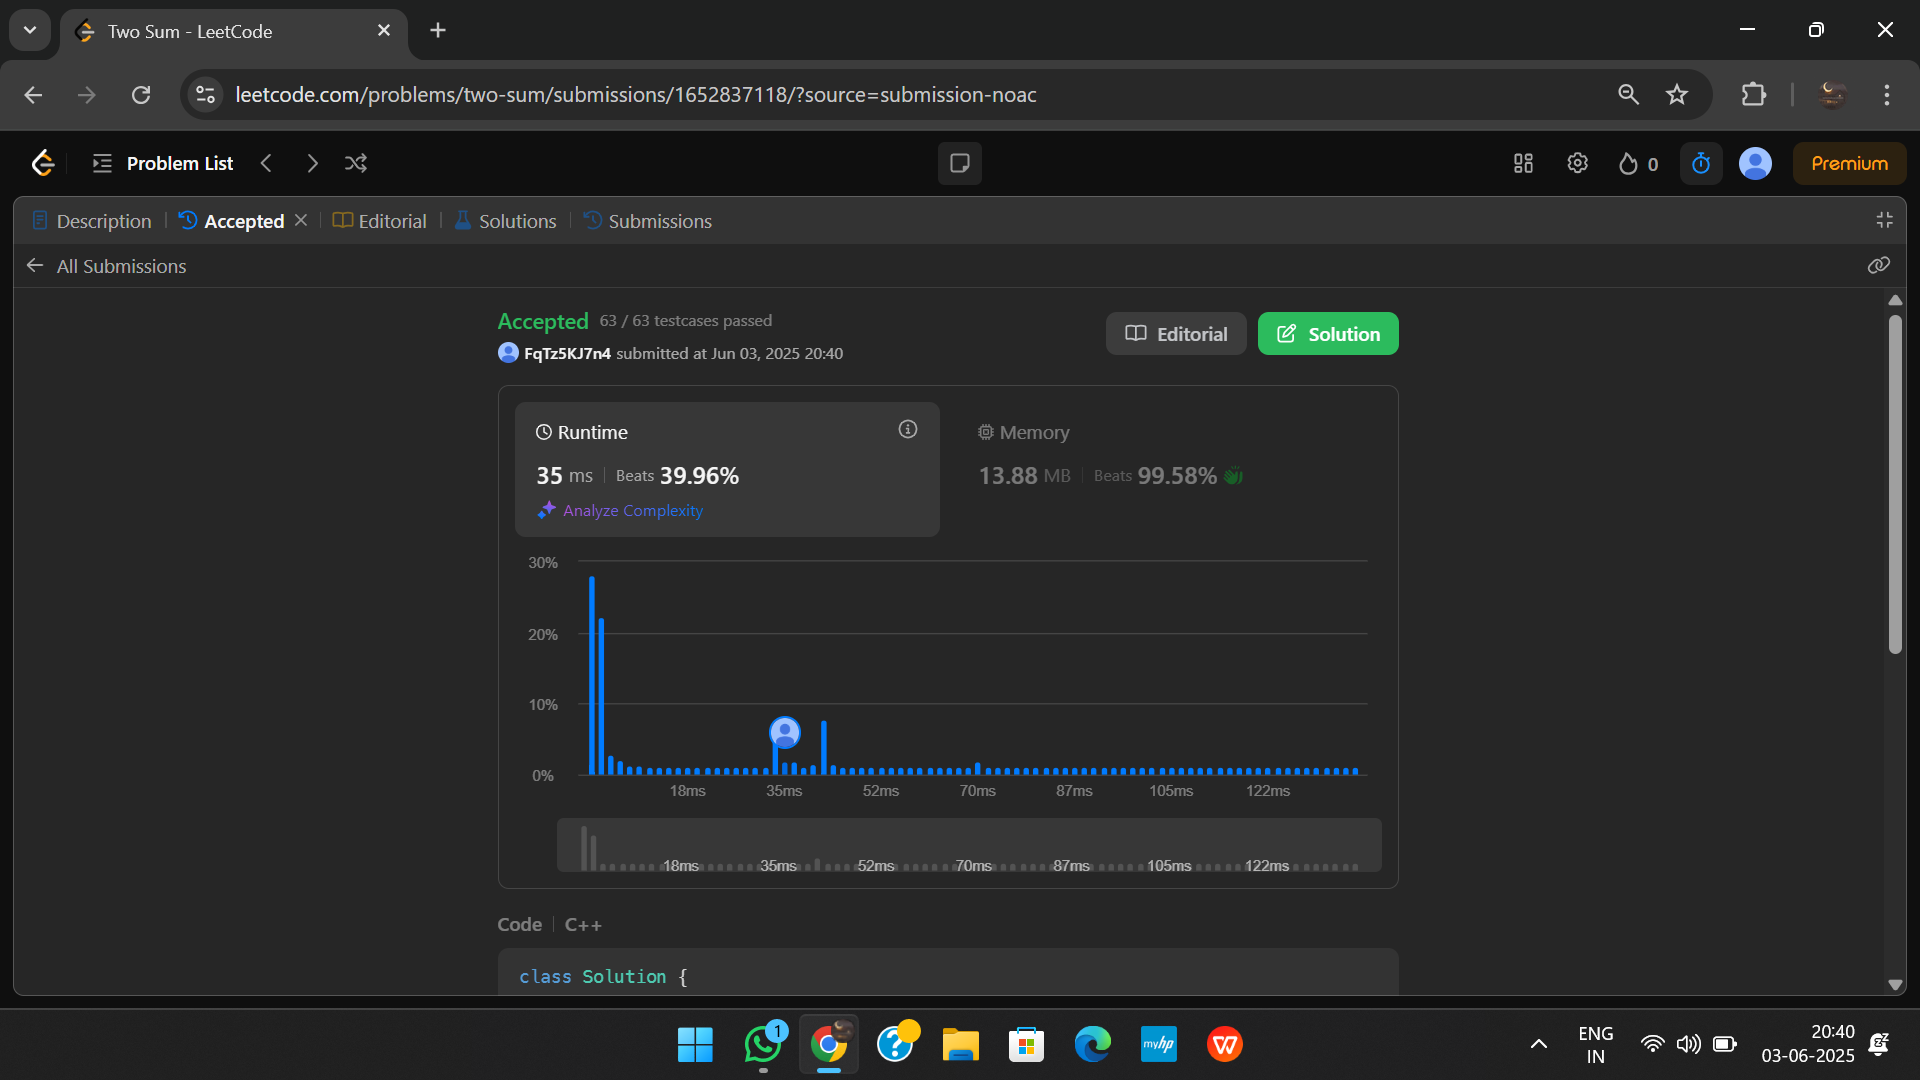 Two Sum - LeetCode
leetcode.com/problems/two-sum/submissions/1652837118/?source=submission-noac
Problem List
0
Premium
Description
Accepted
Editorial
Solutions
Submissions
All Submissions
Accepted 63 / 63 testcases passed
FqTz5KJ7n4 submitted at Jun 03, 2025 20:40
Editorial
Solution
Runtime
35 ms Beats 39.96%
Analyze Complexity
Memory
13.88 MB Beats 99.58%
30%
20%
10%
0%
18ms 35ms 52ms 70ms 87ms 105ms 122ms
18ms 35ms 52ms 70ms 87ms 105ms 122ms
Code C++
class Solution {
1
?
myhp
W
ENG
IN
20:40
03-06-2025